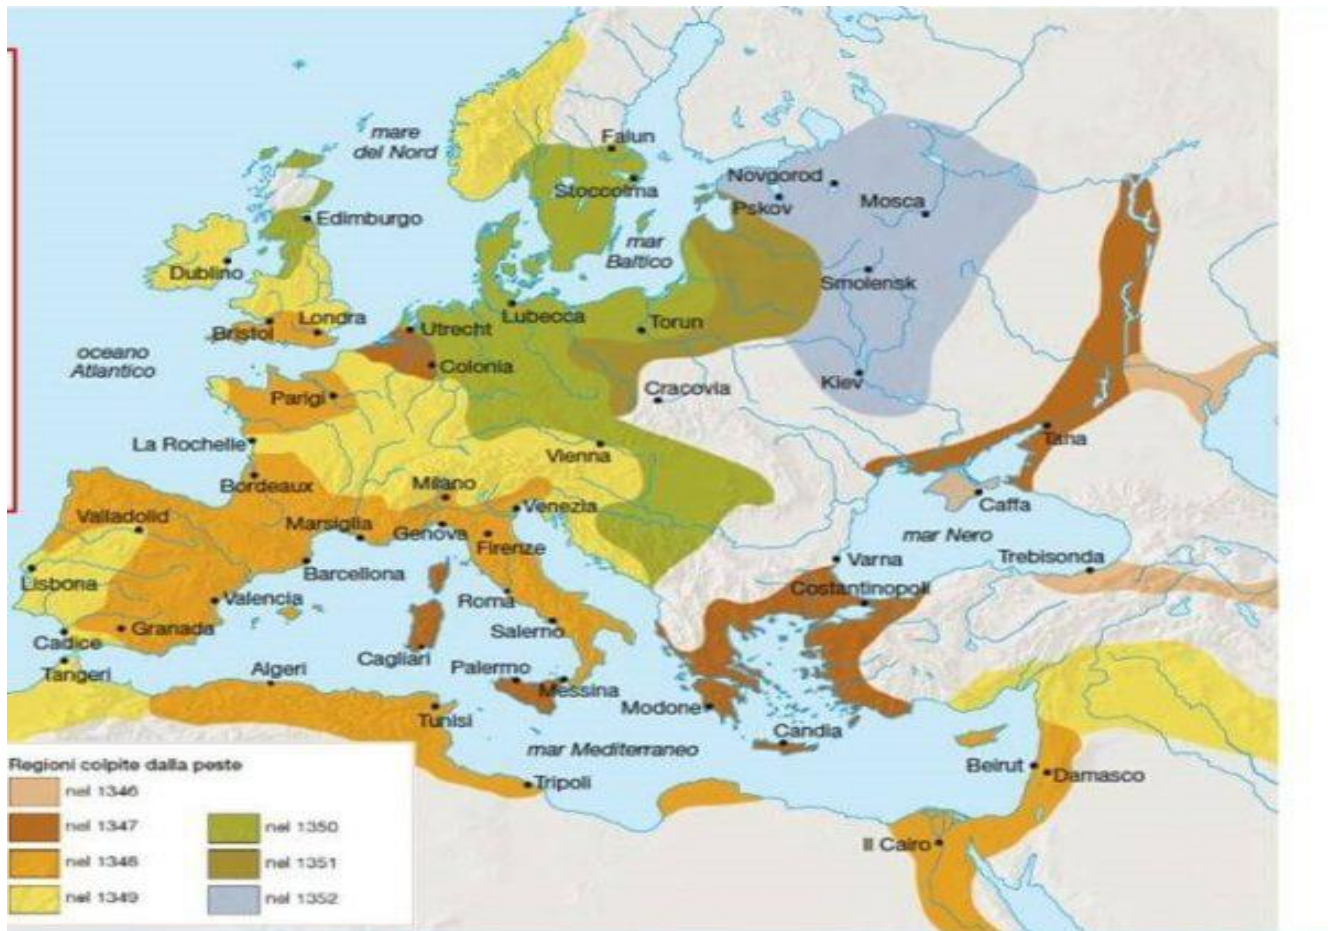 mare
del Nord
Falun
Stoccolma
Novgorod
Pskov
Mosca
Edimburgo
mar
Baltico
Dublino
Smolensk
Londra
Bristol
Utrecht
Lubecca
Torun
oceano
Atlantico
Colonia
Parigi
Cracovia
Kiev
La Rochelle
Vienna
Tana
Bordeaux
Milano
Venezia
Caffa
Valladolid
Marsiglia
Genova
Firenze
mar Nero
Lisbona
Barcellona
Varna
Trebisonda
Costantinopoli
Valencia
Roma
Salerno
Cadice
Granada
Tangeri
Algeri
Cagliari
Palermo
Messina
Modone
Tunisi
Candia
mar Mediterraneo
Beirut
Damasco
Tripoli
Il Cairo
Regioni colpite dalla peste
nel 1346
nel 1347
nel 1348
nel 1349
nel 1350
nel 1351
nel 1352